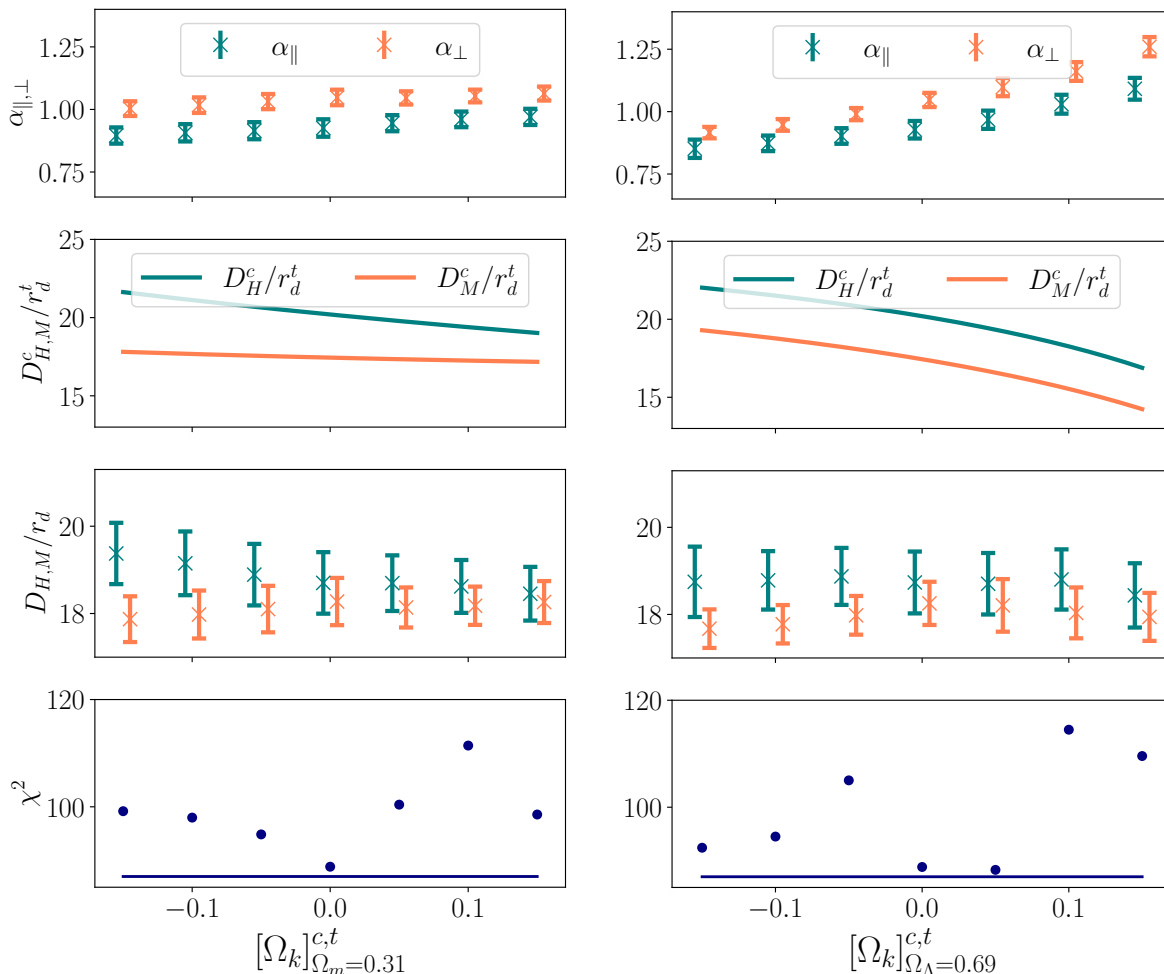 1.25
1.00
0.75
α∥,⊥
α∥ α⊥
1.25
1.00
0.75
α∥ α⊥
25
20
15
D^c_{H,M}/r^t_d
D^c_H/r^t_d D^c_M/r^t_d
25
20
15
D^c_H/r^t_d D^c_M/r^t_d
20
18
D_{H,M}/r_d
20
18
120
100
χ²
−0.1 0.0 0.1
[Ω_k]^{c,t}_{Ω_m=0.31}
120
100
−0.1 0.0 0.1
[Ω_k]^{c,t}_{Ω_Λ=0.69}